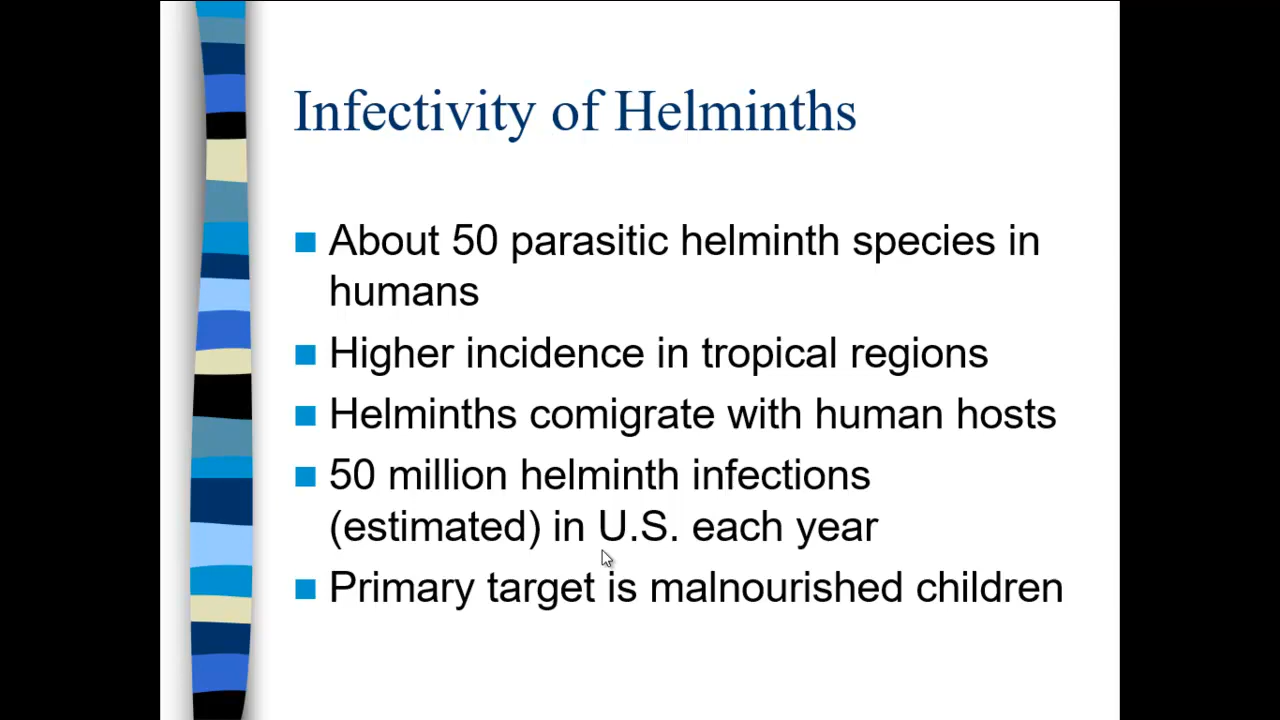 Infectivity of Helminths
About 50 parasitic helminth species in
humans
Higher incidence in tropical regions
Helminths comigrate with human hosts
50 million helminth infections
(estimated) in U.S. each year
Primary target is malnourished children